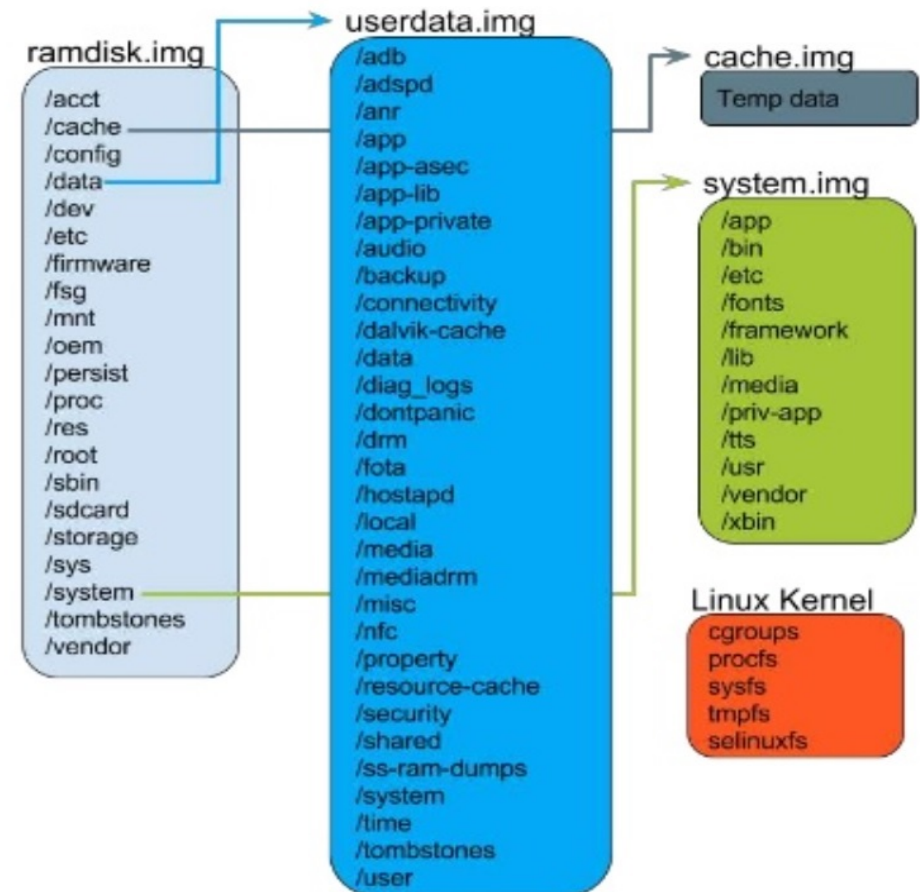 ramdisk.img
/acct
/cache
/config
/data
/dev
/etc
/firmware
/fsg
/mnt
/oem
/persist
/proc
/res
/root
/sbin
/sdcard
/storage
/sys
/system
/tombstones
/vendor
userdata.img
/adb
/adspd
/anr
/app
/app-asec
/app-lib
/app-private
/audio
/backup
/connectivity
/dalvik-cache
/data
/diag_logs
/dontpanic
/drm
/fota
/hostapd
/local
/media
/mediadrm
/misc
/nfc
/property
/resource-cache
/security
/shared
/ss-ram-dumps
/system
/time
/tombstones
/user
cache.img
Temp data
system.img
/app
/bin
/etc
/fonts
/framework
/lib
/media
/priv-app
/tts
/usr
/vendor
/xbin
Linux Kernel
cgroups
procfs
sysfs
tmpfs
selinuxfs